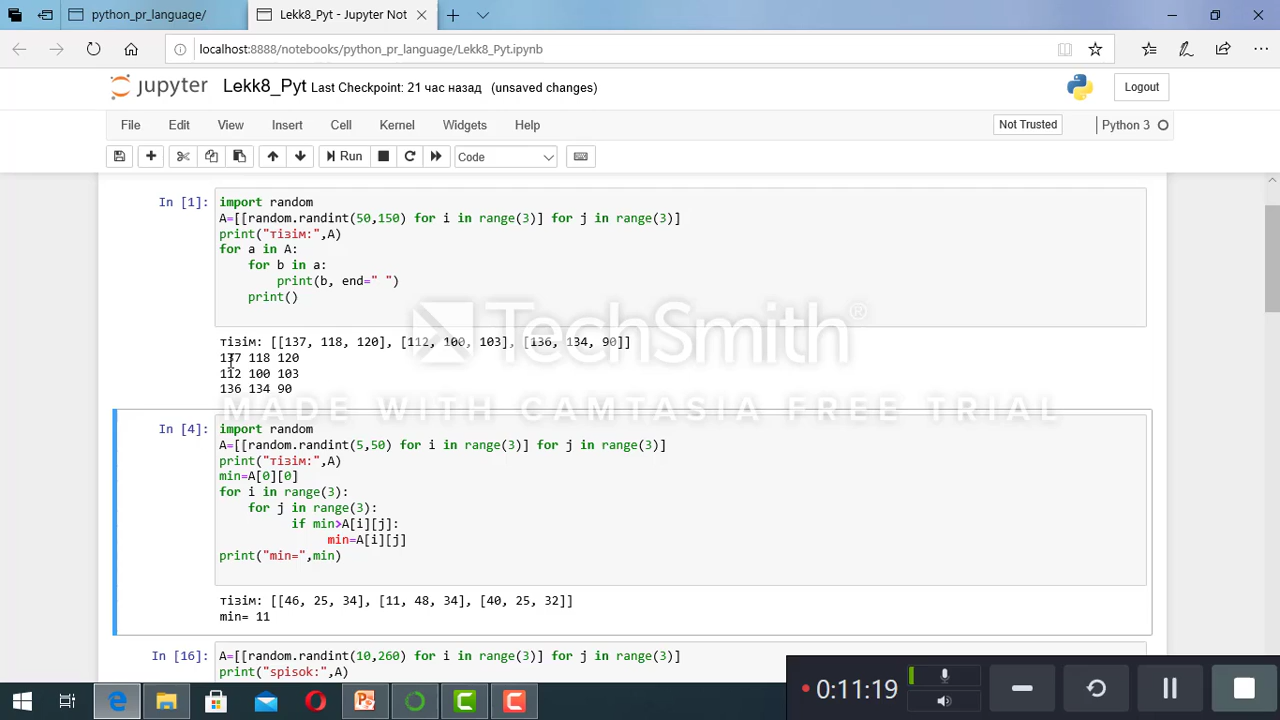 python_pr_language/
Lekk8_Pyt - Jupyter Not
localhost:8888/notebooks/python_pr_language/Lekk8_Pyt.ipynb
jupyter Lekk8_Pyt Last Checkpoint: 21 час назад (unsaved changes)
Logout
File Edit View Insert Cell Kernel Widgets Help
Not Trusted
Python 3
Run
Code
In [1]:
import random
A=[[random.randint(50,150) for i in range(3)] for j in range(3)]
print("тізім:",A)
for a in A:
    for b in a:
        print(b, end=" ")
    print()
тізім: [[137, 118, 120], [112, 100, 103], [136, 134, 90]]
137 118 120
112 100 103
136 134 90
TechSmith®
MADE WITH CAMTASIA FREE TRIAL
In [4]:
import random
A=[[random.randint(5,50) for i in range(3)] for j in range(3)]
print("тізім:",A)
min=A[0][0]
for i in range(3):
    for j in range(3):
          if min>A[i][j]:
               min=A[i][j]
print("min=",min)
тізім: [[46, 25, 34], [11, 48, 34], [40, 25, 32]]
min= 11
In [16]:
A=[[random.randint(10,260) for i in range(3)] for j in range(3)]
print("spisok:",A)
0:11:19